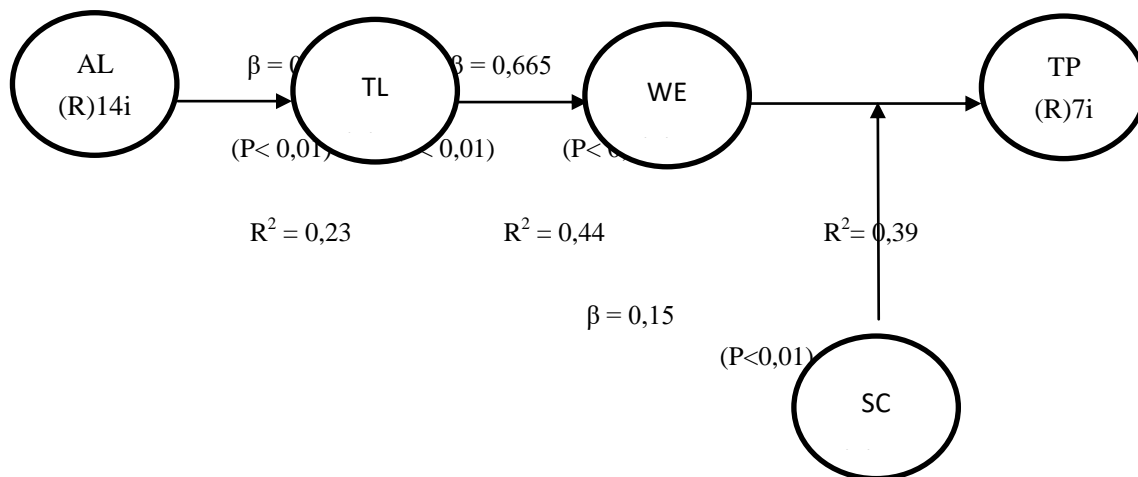 AL
(R)14i
β = 0
TL
β = 0,665
WE
TP
(R)7i
(P< 0,01)
< 0,01)
(P< 0,
R² = 0,23
R² = 0,44
R²= 0,39
β = 0,15
(P<0,01)
SC